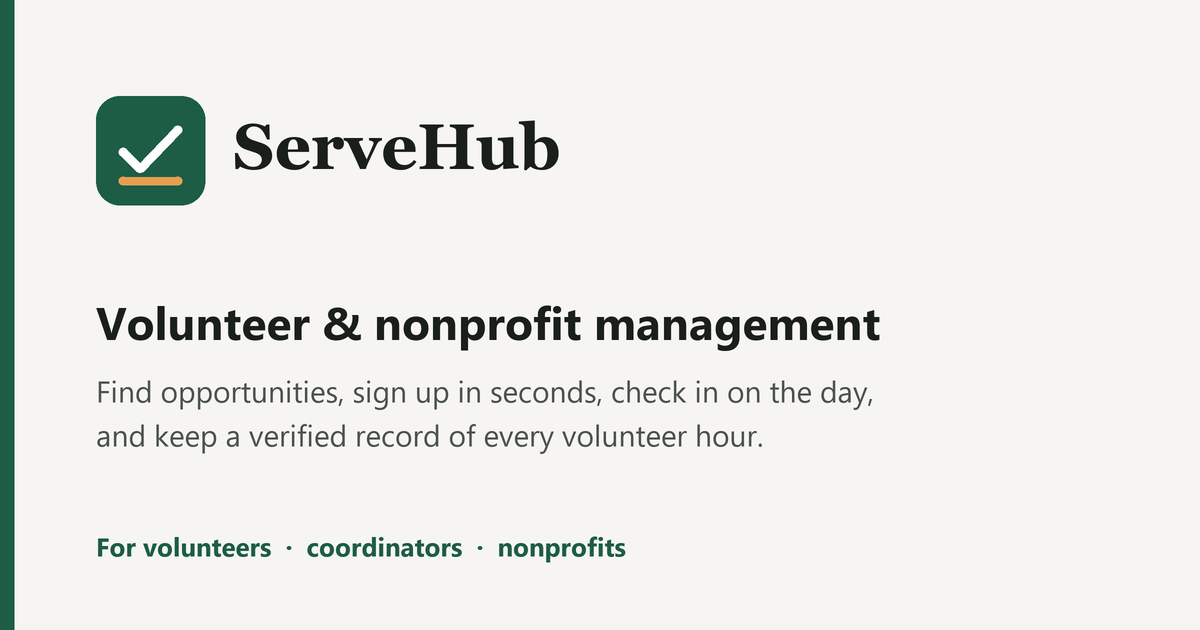 ServeHub
Volunteer & nonprofit management
Find opportunities, sign up in seconds, check in on the day,
and keep a verified record of every volunteer hour.
For volunteers · coordinators · nonprofits